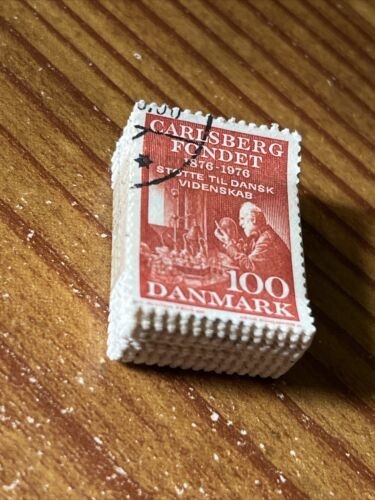 CARLSBERG
FONDET
1876-1976
STØTTE TIL DANSK
VIDENSKAB
100
DANMARK